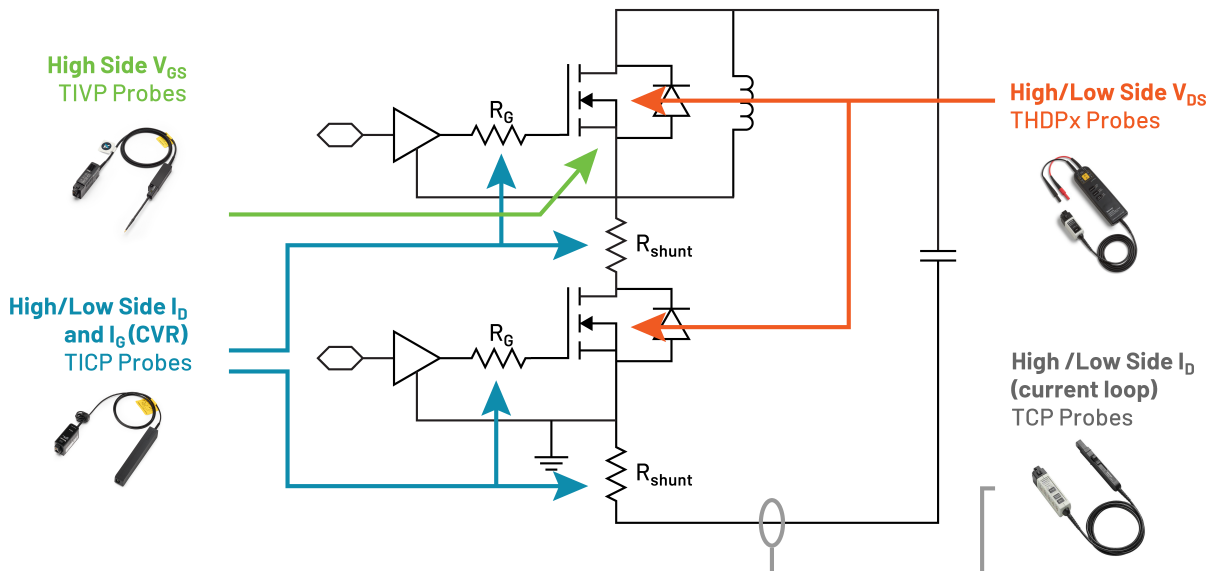 High Side VGS
TIVP Probes
High/Low Side ID
and IG (CVR)
TICP Probes
RG
Rshunt
RG
Rshunt
High/Low Side VDS
THDPx Probes
High /Low Side ID
(current loop)
TCP Probes